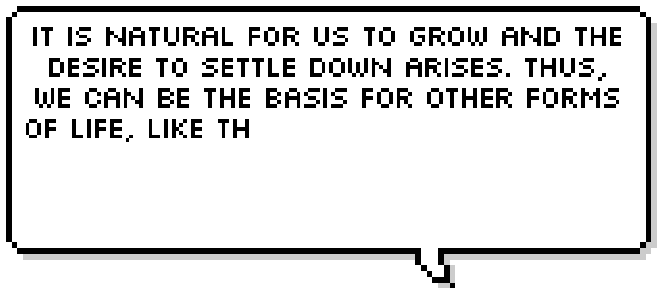 IT IS NATURAL FOR US TO GROW AND THE
DESIRE TO SETTLE DOWN ARISES. THUS,
WE CAN BE THE BASIS FOR OTHER FORMS
OF LIFE, LIKE TH